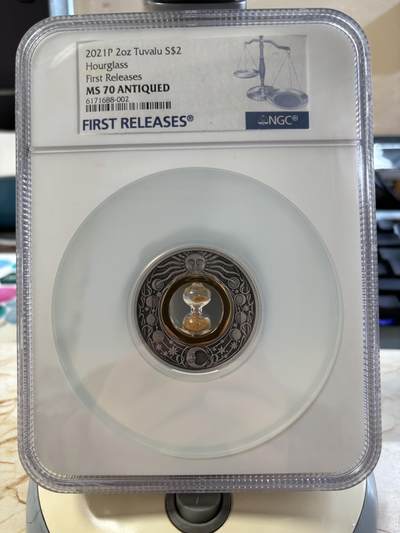 2021P 2oz Tuvalu S$2
Hourglass
First Releases
MS 70 ANTIQUED
6171688-002
FIRST RELEASES®
NGC®